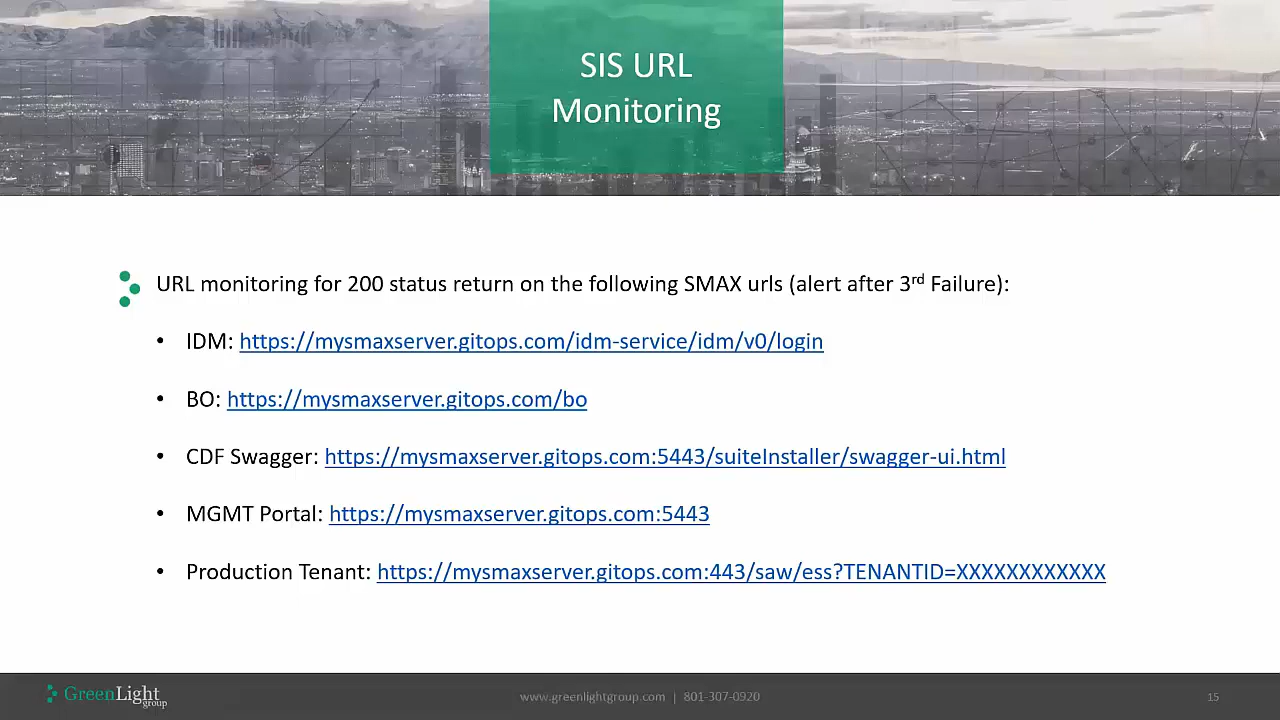 SIS URL
Monitoring
URL monitoring for 200 status return on the following SMAX urls (alert after 3rd Failure):
• IDM: https://mysmaxserver.gitops.com/idm-service/idm/v0/login
• BO: https://mysmaxserver.gitops.com/bo
• CDF Swagger: https://mysmaxserver.gitops.com:5443/suiteInstaller/swagger-ui.html
• MGMT Portal: https://mysmaxserver.gitops.com:5443
• Production Tenant: https://mysmaxserver.gitops.com:443/saw/ess?TENANTID=XXXXXXXXXXXX
GreenLight
group
www.greenlightgroup.com | 801-307-0920
15